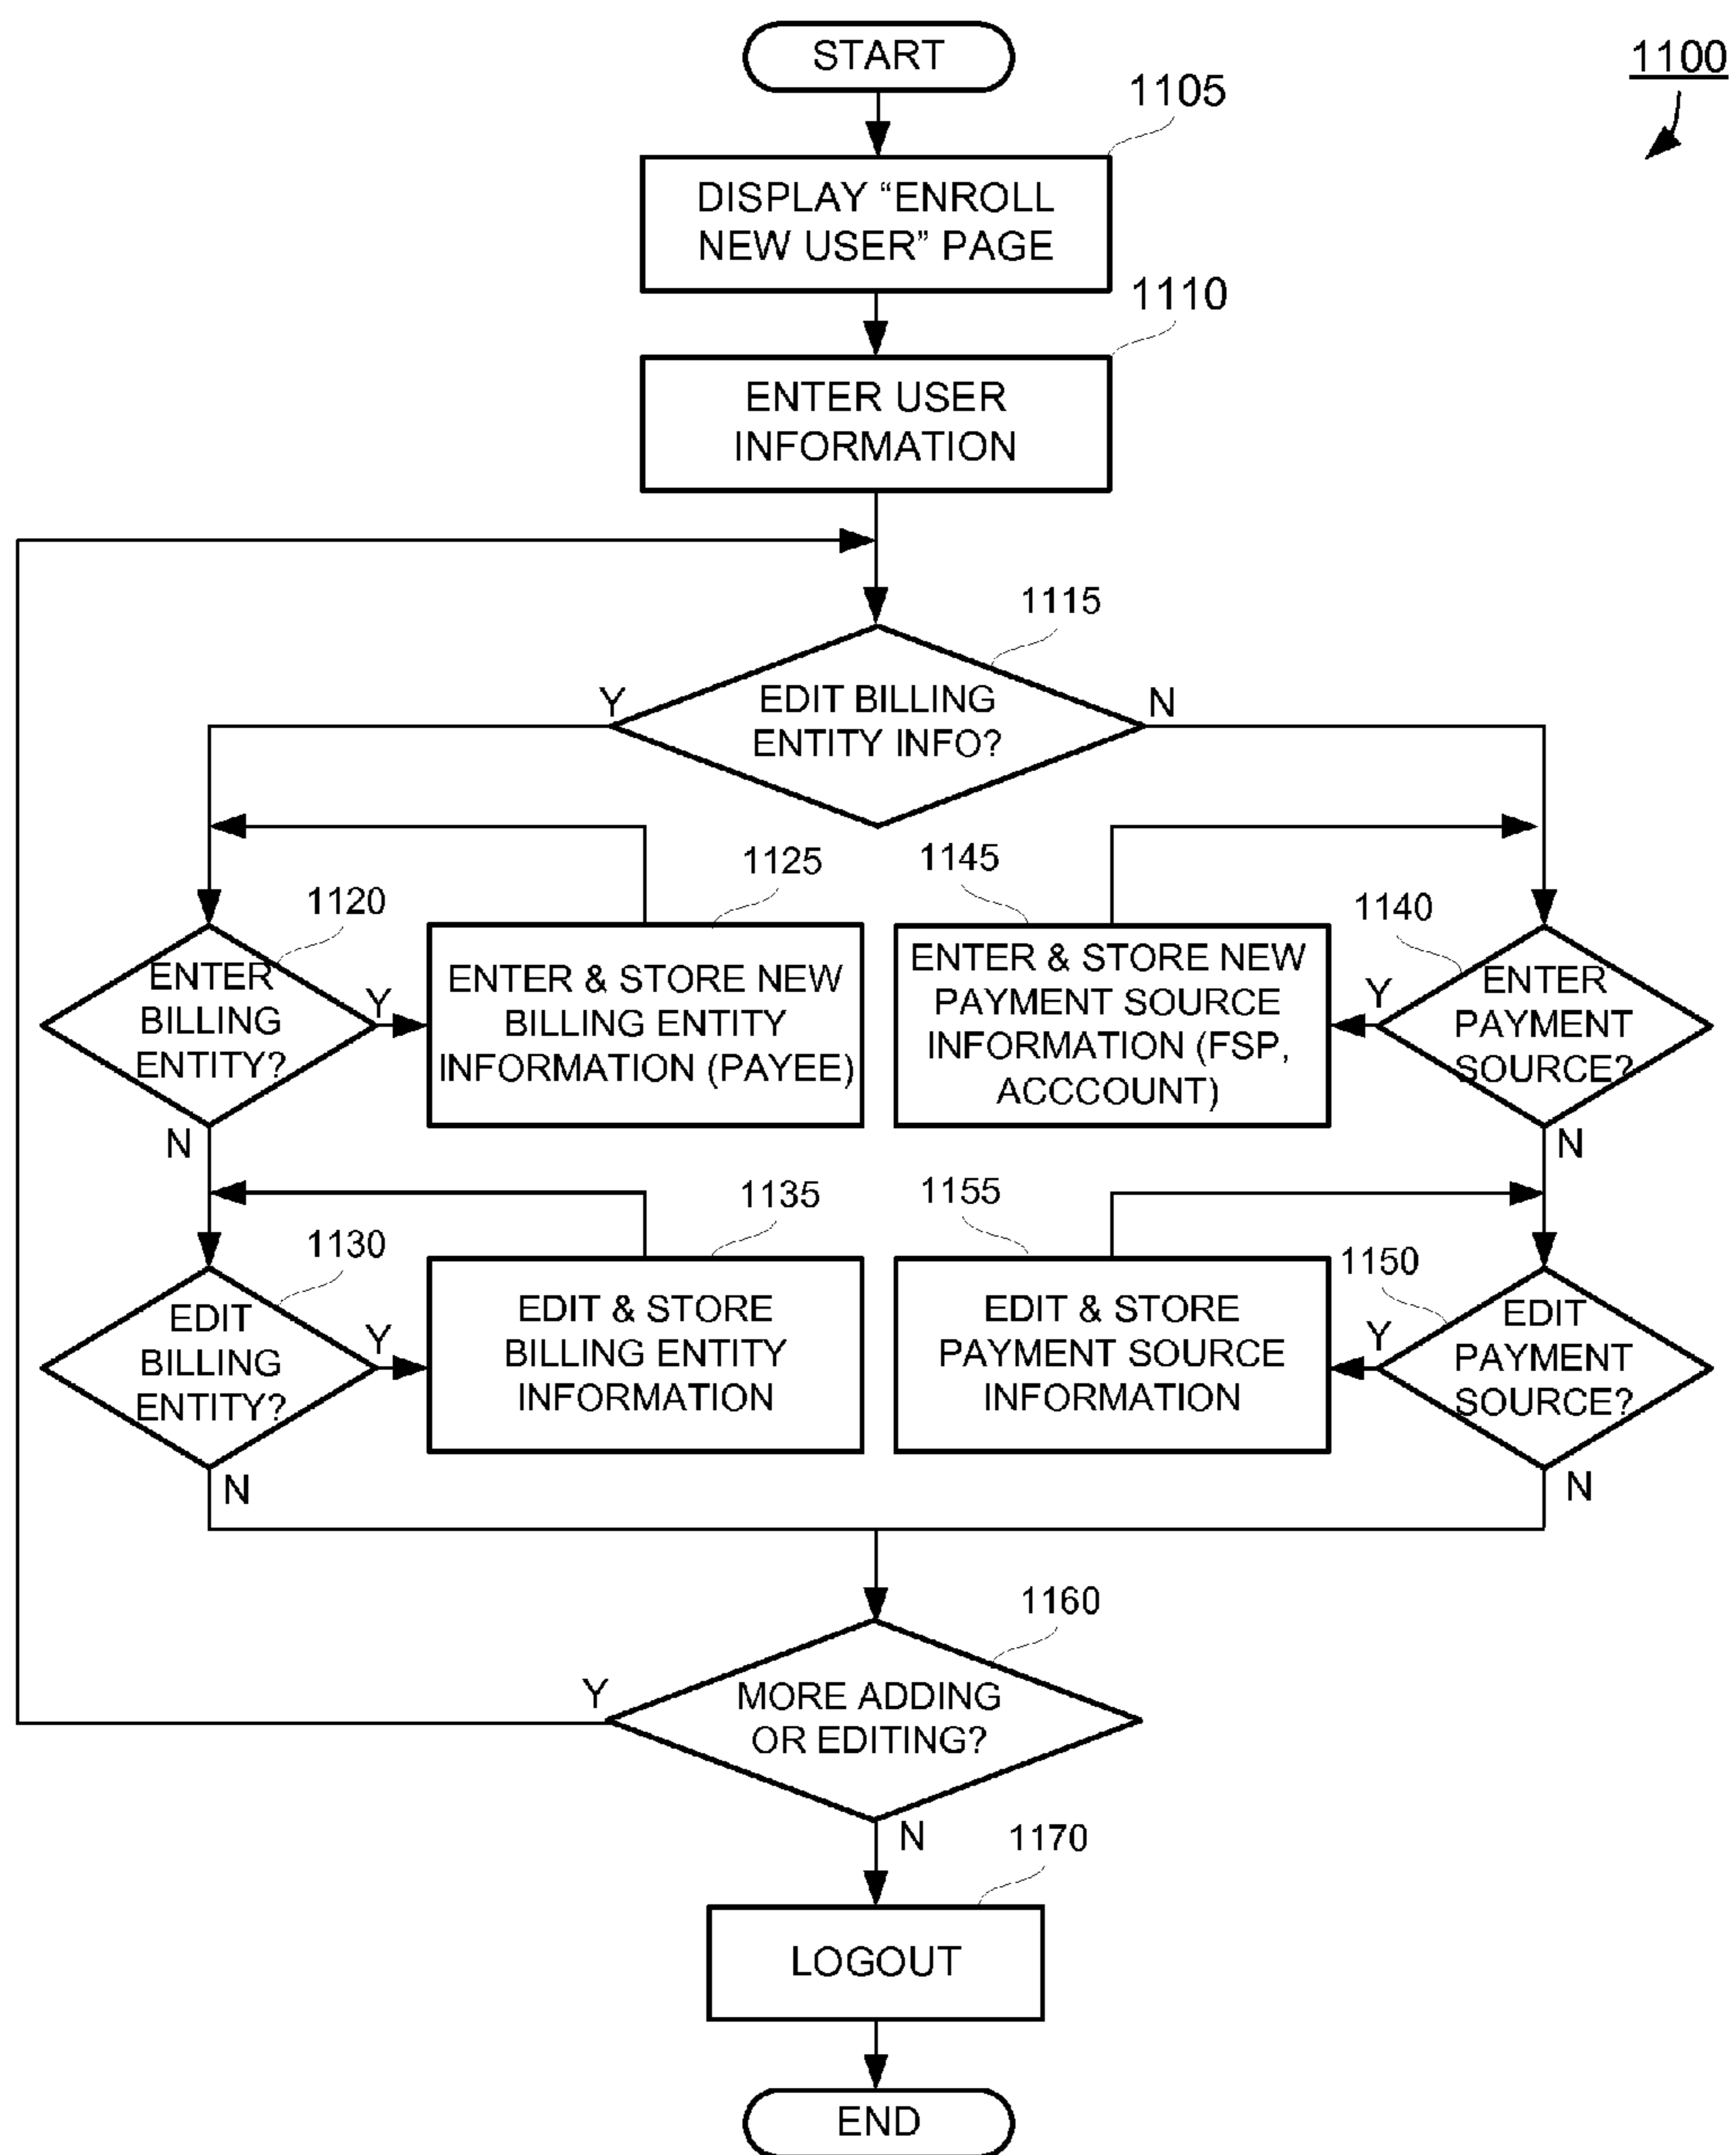 START
1100
1105
DISPLAY “ENROLL
NEW USER” PAGE
1110
ENTER USER
INFORMATION
1115
Y
EDIT BILLING
ENTITY INFO?
N
1120
ENTER
BILLING
ENTITY?
Y
N
1125
ENTER & STORE NEW
BILLING ENTITY
INFORMATION (PAYEE)
1145
ENTER & STORE NEW
PAYMENT SOURCE
INFORMATION (FSP,
ACCCOUNT)
1140
Y
ENTER
PAYMENT
SOURCE?
N
1130
EDIT
BILLING
ENTITY?
Y
N
1135
EDIT & STORE
BILLING ENTITY
INFORMATION
1155
EDIT & STORE
PAYMENT SOURCE
INFORMATION
1150
Y
EDIT
PAYMENT
SOURCE?
N
1160
Y
MORE ADDING
OR EDITING?
N
1170
LOGOUT
END